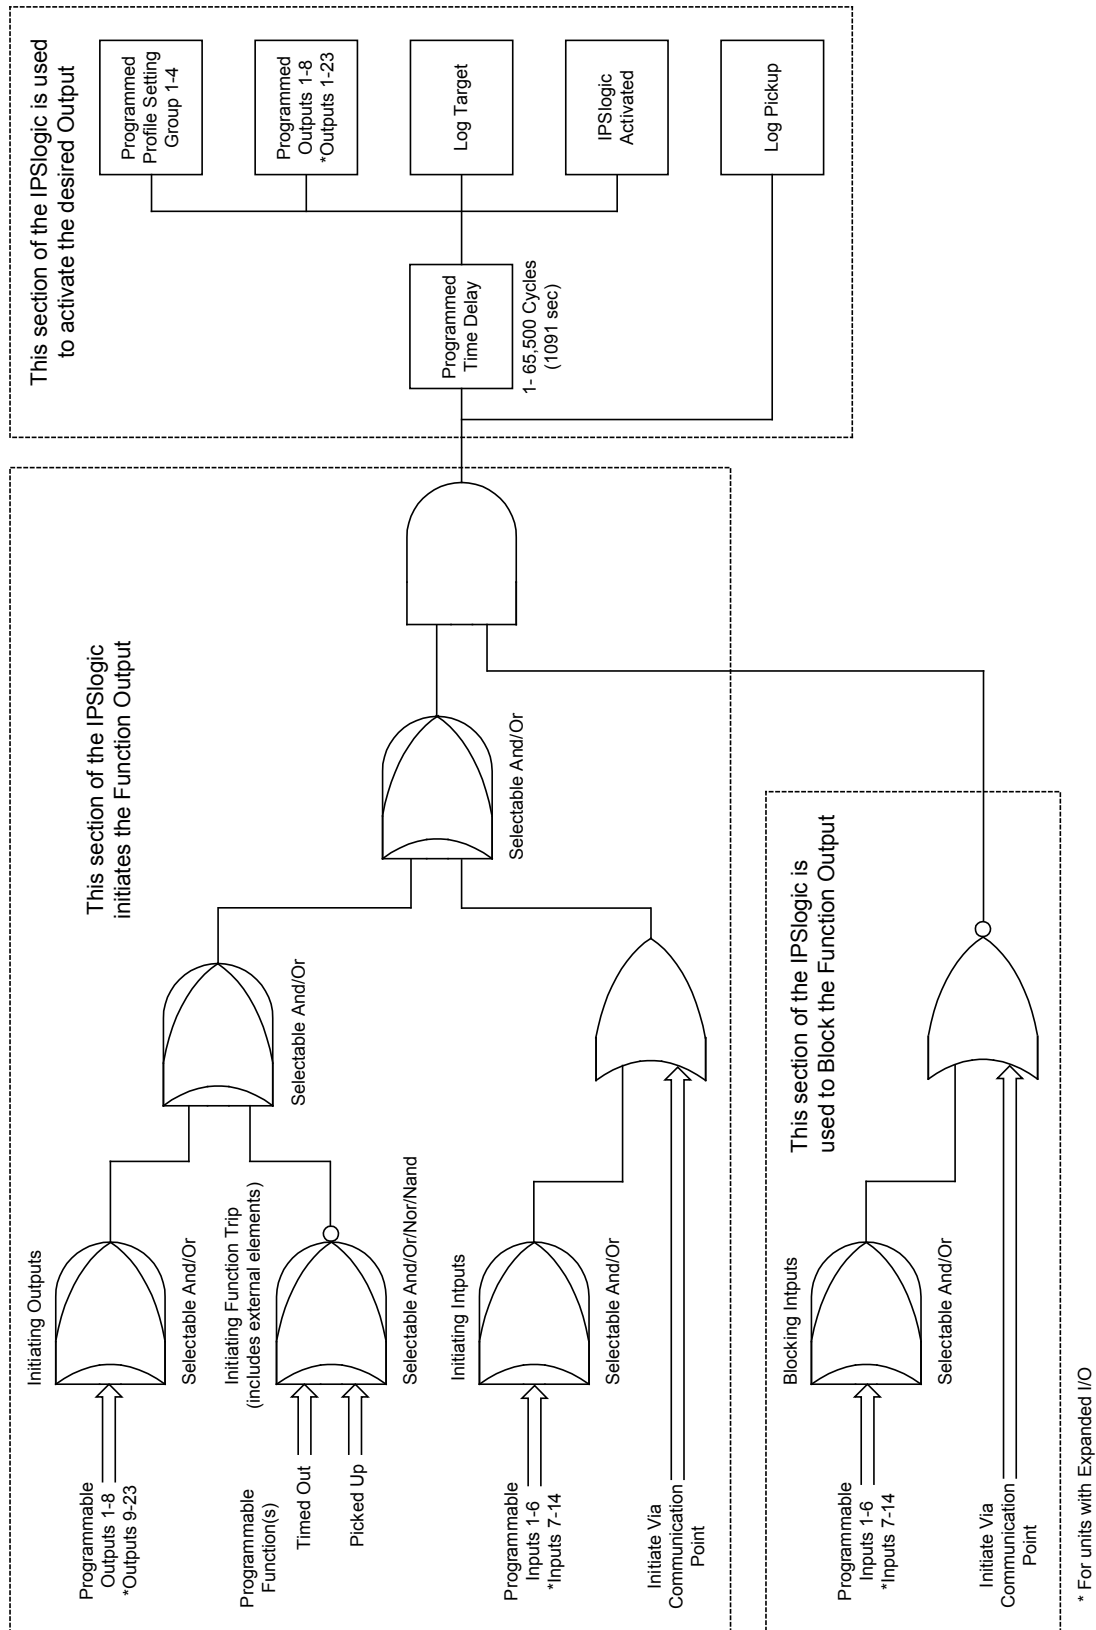 This section of the IPSlogic
initiates the Function Output
Initiating Outputs
Programmable
Outputs 1-8
*Outputs 9-23
Selectable And/Or
Initiating Function Trip
(includes external elements)
Programmable
Function(s)
Timed Out
Picked Up
Selectable And/Or/Nor/Nand
Selectable And/Or
Initiating Intputs
Programmable
Inputs 1-6
*Inputs 7-14
Selectable And/Or
Initiate Via
Communication
Point
Selectable And/Or
This section of the IPSlogic is
used to Block the Function Output
Blocking Intputs
Programmable
Inputs 1-6
*Inputs 7-14
Selectable And/Or
Initiate Via
Communication
Point
This section of the IPSlogic is used
to activate the desired Output
Programmed
Time Delay
1- 65,500 Cycles
(1091 sec)
Programmed
Profile Setting
Group 1-4
Programmed
Outputs 1-8
*Outputs 1-23
Log Target
IPSlogic
Activated
Log Pickup
* For units with Expanded I/O